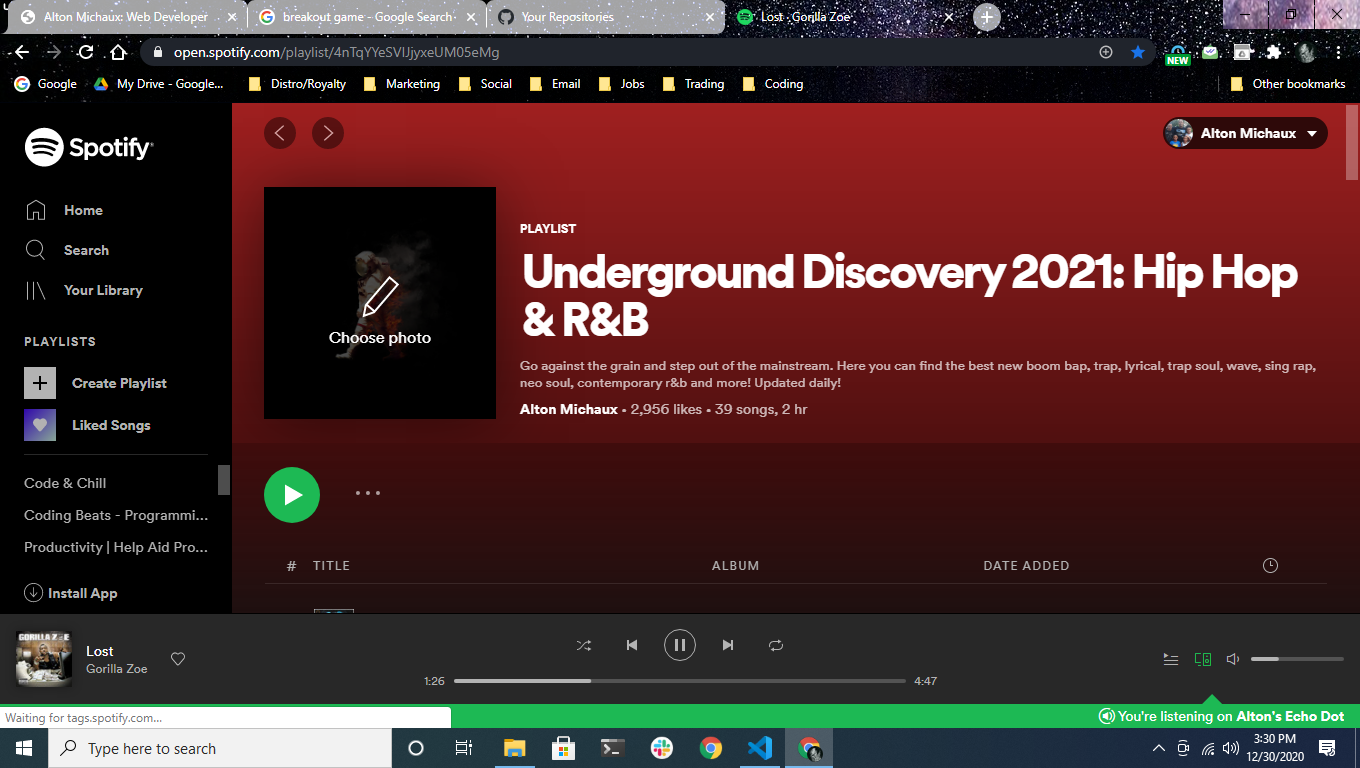 Alton Michaux: Web Developer
breakout game - Google Search
Your Repositories
Lost · Gorilla Zoe
open.spotify.com/playlist/4nTqYYeSVIJjyxeUM05eMg
NEW
Google
My Drive - Google...
Distro/Royalty
Marketing
Social
Email
Jobs
Trading
Coding
Other bookmarks
Spotify
Alton Michaux
Home
Search
Your Library
PLAYLISTS
Create Playlist
Liked Songs
Code & Chill
Coding Beats - Programmi...
Productivity | Help Aid Pro...
Install App
Choose photo
PLAYLIST
Underground Discovery 2021: Hip Hop
& R&B
Go against the grain and step out of the mainstream. Here you can find the best new boom bap, trap, lyrical, trap soul, wave, sing rap,
neo soul, contemporary r&b and more! Updated daily!
Alton Michaux • 2,956 likes • 39 songs, 2 hr
# TITLE ALBUM DATE ADDED
GORILLA ZOE
Lost
Gorilla Zoe
1:26
4:47
Waiting for tags.spotify.com...
You're listening on Alton's Echo Dot
Type here to search
3:30 PM
12/30/2020